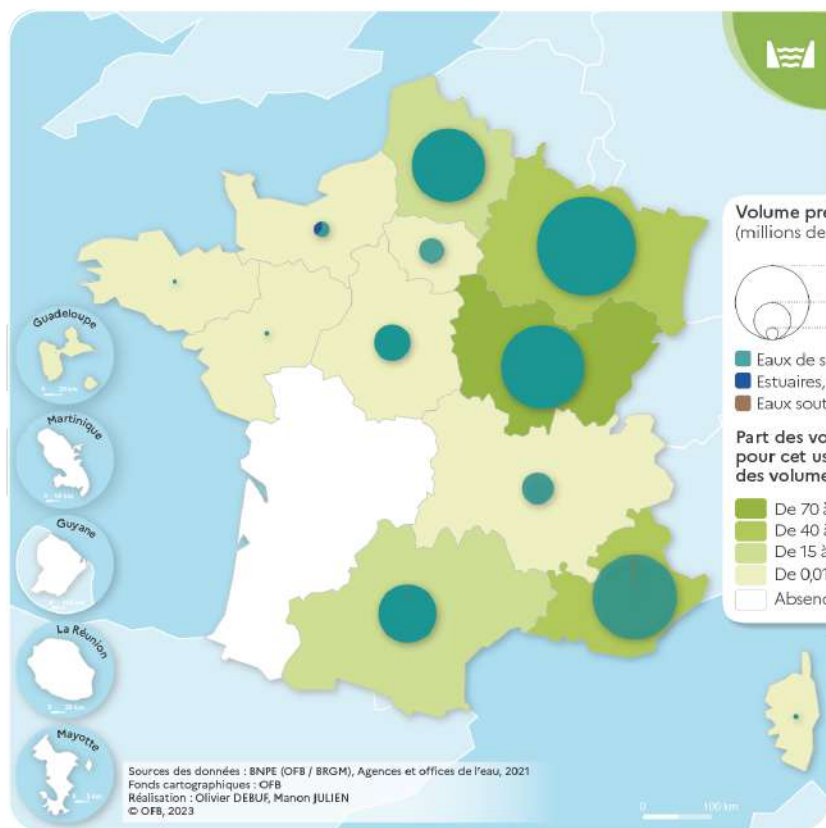 Volume pré
(millions de
Eaux de s
Estuaires,
Eaux sout
Part des vo
pour cet us
des volume
De 70 à
De 40 à
De 15 à
De 0,01
Absenc
Guadeloupe
Martinique
Guyane
La Réunion
Mayotte
Sources des données : BNPE (OFB / BRGM), Agences et offices de l'eau, 2021
Fonds cartographiques : OFB
Réalisation : Olivier DEBUF, Manon JULIEN
© OFB, 2023
0 100 km